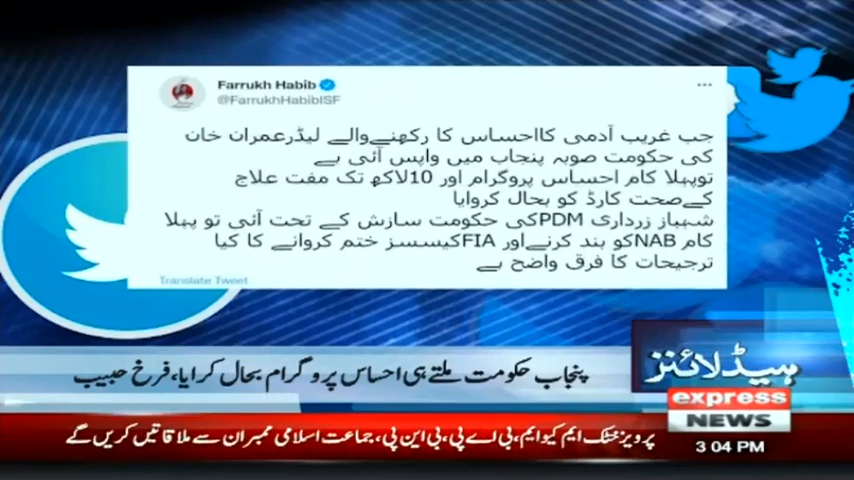 Farrukh Habib
@FarrukhHabibISF
جب غریب آدمی کااحساس کا رکھنےوالے لیڈرعمران خان
کی حکومت صوبہ پنجاب میں واپس آئی ہے
توپہلا کام احساس پروگرام اور 10لاکھ تک مفت علاج
کےصحت کارڈ کو بحال کروایا
شہباز زرداری PDMکی حکومت سازش کے تحت آئی تو پہلا
کام NABکو بند کرنےاور FIAکیسسز ختم کروانے کا کیا
ترجیحات کا فرق واضح ہے
Translate Tweet
ہیڈلائنز
پنجاب حکومت ملتے ہی احساس پروگرام بحال کرایا، فرخ حبیب
express
NEWS
پرویز خٹک ایم کیو ایم، بی اے پی، بی این پی، جماعت اسلامی ممبران سے ملاقاتیں کریں گے
3:04 PM